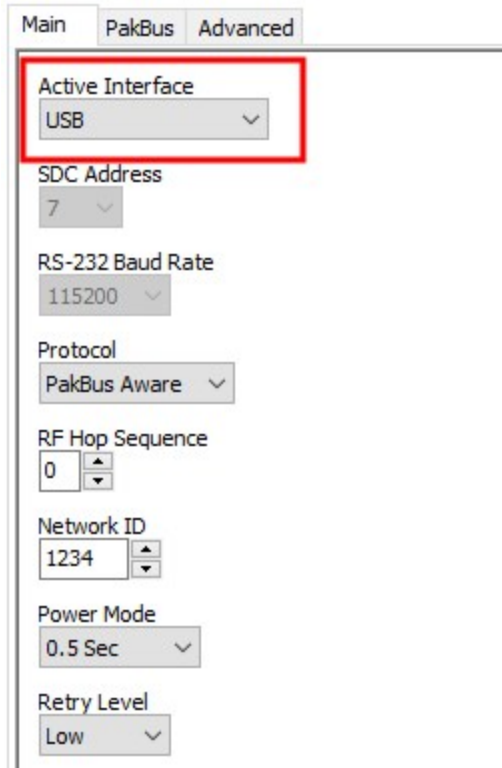 Main PakBus Advanced
Active Interface
USB
SDC Address
7
RS-232 Baud Rate
115200
Protocol
PakBus Aware
RF Hop Sequence
0
Network ID
1234
Power Mode
0.5 Sec
Retry Level
Low